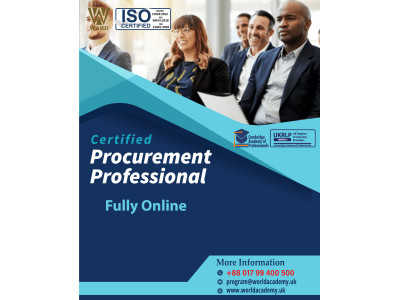 WARD
ISO
CERTIFIED
Cambridge
Academy of
Professionals
UKRLP
Certified
Procurement
Professional
Fully Online
More Information
+88 017 99 400 500
program@worldacademy.uk
www.worldacademy.uk